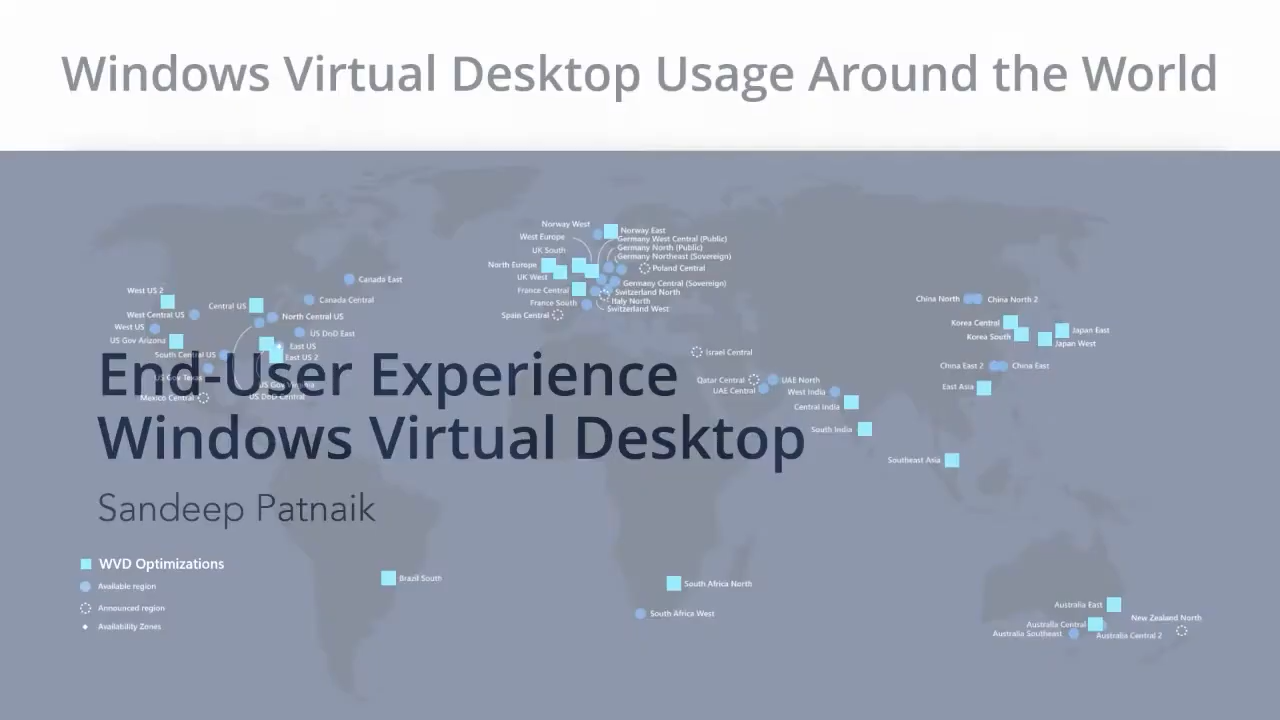 Windows Virtual Desktop Usage Around the World
Norway West
Norway East
West Europe
Germany West Central (Public)
Germany North (Public)
UK South
Germany Northeast (Sovereign)
North Europe
Poland Central
UK West
Germany Central (Sovereign)
France Central
Switzerland North
Italy North
France South
Switzerland West
Spain Central
Canada East
West US 2
Canada Central
Central US
West Central US
North Central US
West US
US DoD East
US Gov Arizona
East US
South Central US
East US 2
US Gov Texas
US Gov Virginia
Mexico Central
US DoD Central
China North
China North 2
Korea Central
Japan East
Korea South
Japan West
Israel Central
China East 2
China East
Qatar Central
UAE North
UAE Central
West India
East Asia
Central India
South India
Southeast Asia
End-User Experience
Windows Virtual Desktop
Sandeep Patnaik
WVD Optimizations
Available region
Announced region
Availability Zones
Brazil South
South Africa North
South Africa West
Australia East
New Zealand North
Australia Central
Australia Southeast
Australia Central 2